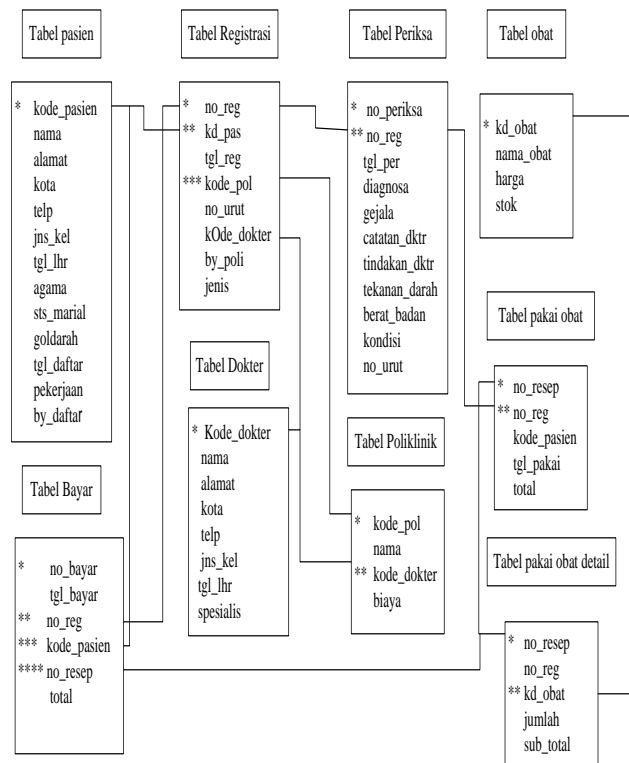 Tabel pasien
* kode_pasien
nama
alamat
kota
telp
jns_kel
tgl_lhr
agama
sts_marial
goldarah
tgl_daftar
pekerjaan
by_daftar
Tabel Registrasi
* no_reg
** kd_pas
tgl_reg
*** kode_pol
no_urut
kOde_dokter
by_poli
jenis
Tabel Periksa
* no_periksa
** no_reg
tgl_per
diagnosa
gejala
catatan_dktr
tindakan_dktr
tekanan_darah
berat_badan
kondisi
no_urut
Tabel obat
* kd_obat
nama_obat
harga
stok
Tabel pakai obat
* no_resep
** no_reg
kode_pasien
tgl_pakai
total
Tabel Dokter
* Kode_dokter
nama
alamat
kota
telp
jns_kel
tgl_lhr
spesialis
Tabel Poliklinik
* kode_pol
nama
** kode_dokter
biaya
Tabel Bayar
* no_bayar
tgl_bayar
** no_reg
*** kode_pasien
**** no_resep
total
Tabel pakai obat detail
* no_resep
no_reg
** kd_obat
jumlah
sub_total